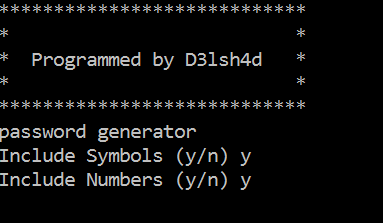 ****************************
*                          *
*  Programmed by D3lsh4d   *
*                          *
****************************
password generator
Include Symbols (y/n) y
Include Numbers (y/n) y